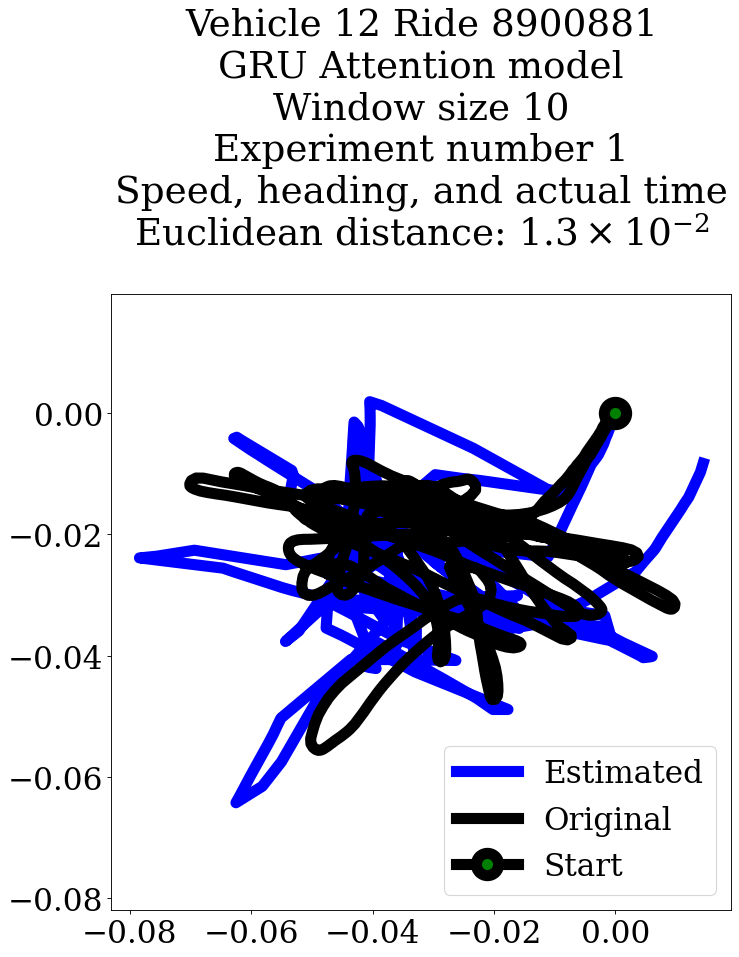 Vehicle 12 Ride 8900881
GRU Attention model
Window size 10
Experiment number 1
Speed, heading, and actual time
Euclidean distance: 1.3 × 10⁻²
0.00
−0.02
−0.04
−0.06
−0.08
Estimated
Original
Start
−0.08 −0.06 −0.04 −0.02 0.00